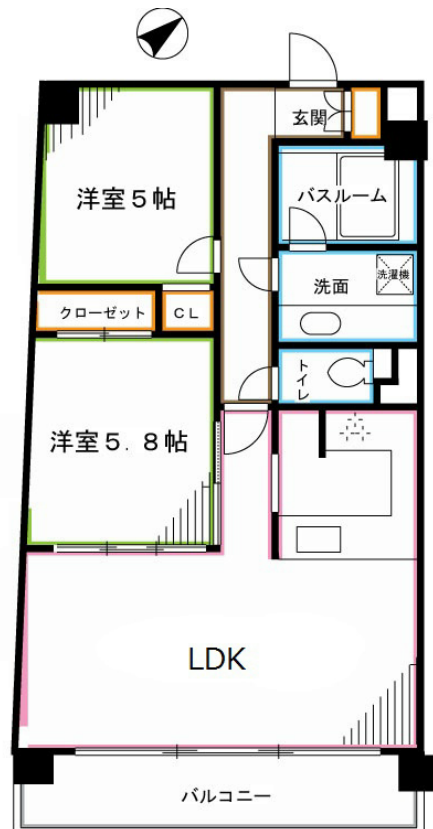 玄関
洋室5帖
バスルーム
洗面
洗濯機
クローゼット
CL
トイレ
洋室5.8帖
LDK
バルコニー